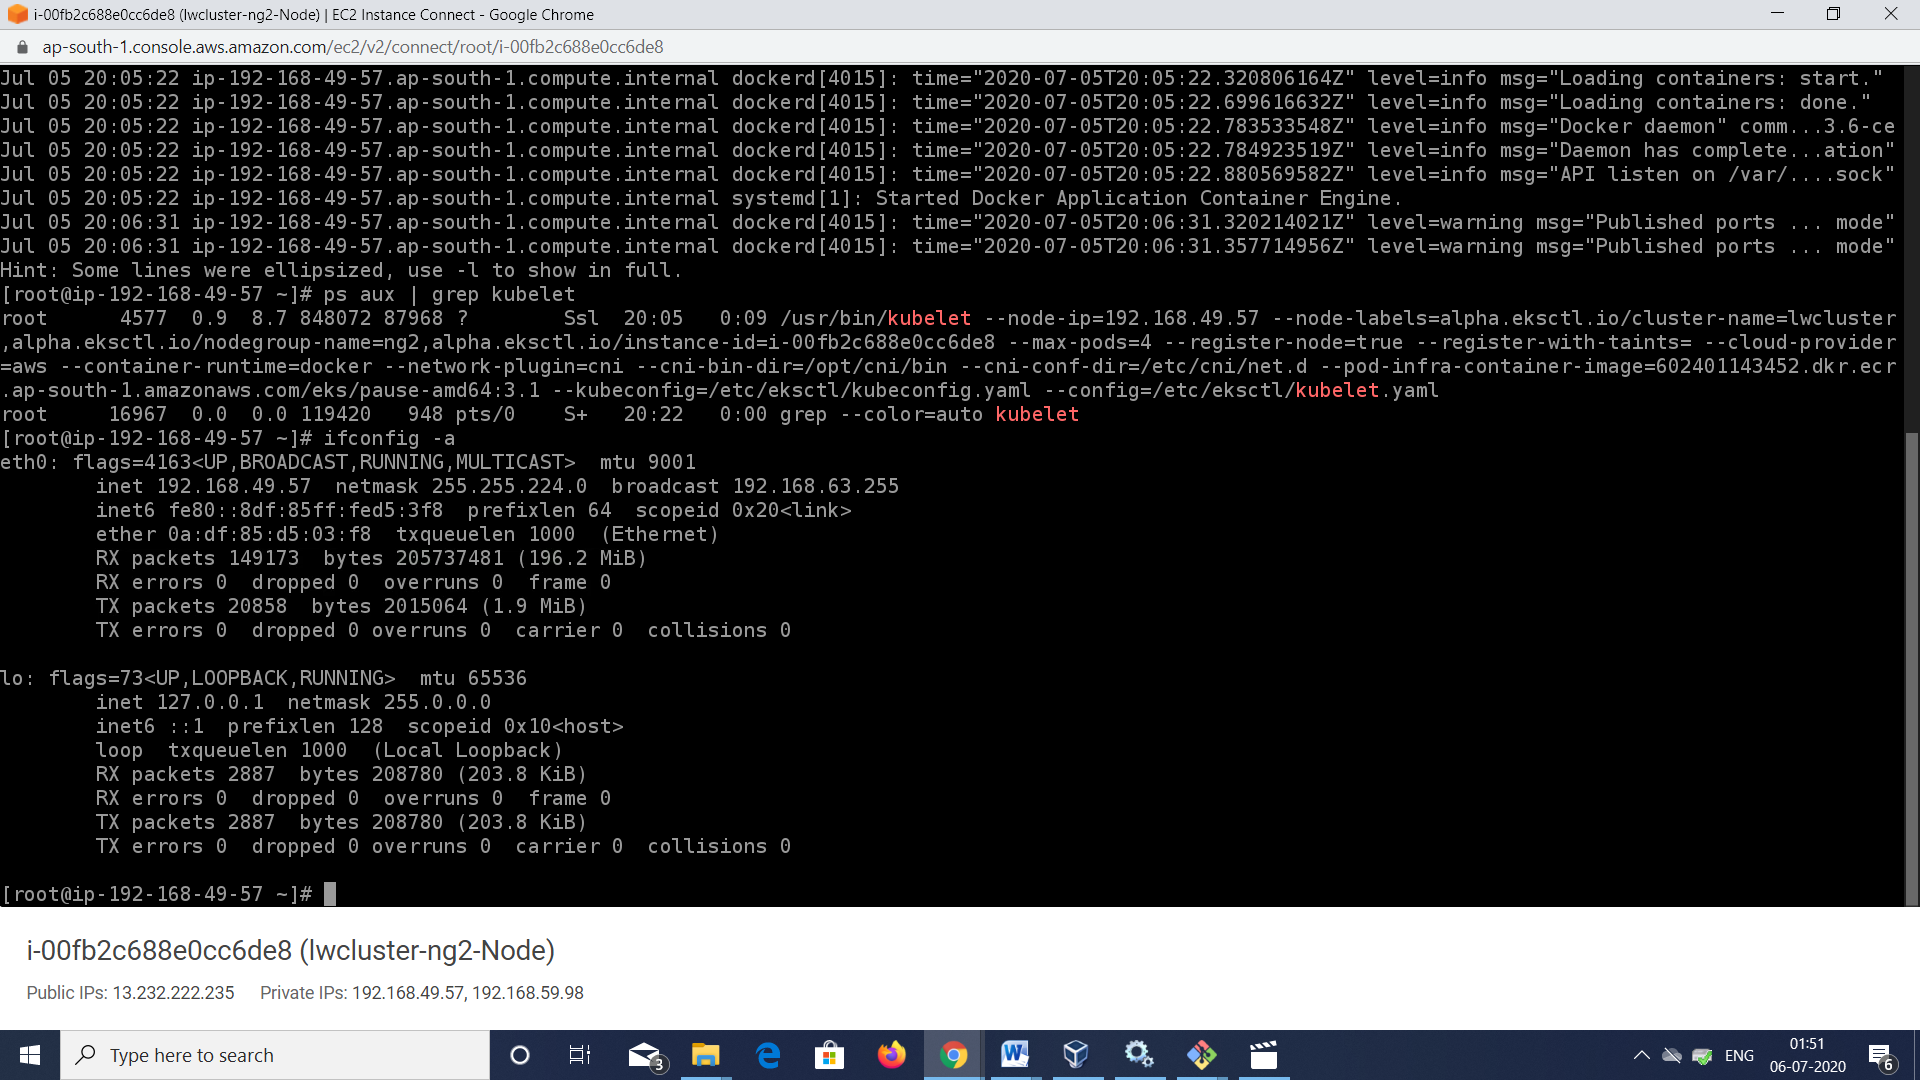 i-00fb2c688e0cc6de8 (lwcluster-ng2-Node) | EC2 Instance Connect - Google Chrome
ap-south-1.console.aws.amazon.com/ec2/v2/connect/root/i-00fb2c688e0cc6de8
Jul 05 20:05:22 ip-192-168-49-57.ap-south-1.compute.internal dockerd[4015]: time="2020-07-05T20:05:22.320806164Z" level=info msg="Loading containers: start."
Jul 05 20:05:22 ip-192-168-49-57.ap-south-1.compute.internal dockerd[4015]: time="2020-07-05T20:05:22.699616632Z" level=info msg="Loading containers: done."
Jul 05 20:05:22 ip-192-168-49-57.ap-south-1.compute.internal dockerd[4015]: time="2020-07-05T20:05:22.783533548Z" level=info msg="Docker daemon" comm...3.6-ce
Jul 05 20:05:22 ip-192-168-49-57.ap-south-1.compute.internal dockerd[4015]: time="2020-07-05T20:05:22.784923519Z" level=info msg="Daemon has complete...ation"
Jul 05 20:05:22 ip-192-168-49-57.ap-south-1.compute.internal dockerd[4015]: time="2020-07-05T20:05:22.880569582Z" level=info msg="API listen on /var/....sock"
Jul 05 20:05:22 ip-192-168-49-57.ap-south-1.compute.internal systemd[1]: Started Docker Application Container Engine.
Jul 05 20:06:31 ip-192-168-49-57.ap-south-1.compute.internal dockerd[4015]: time="2020-07-05T20:06:31.320214021Z" level=warning msg="Published ports ... mode"
Jul 05 20:06:31 ip-192-168-49-57.ap-south-1.compute.internal dockerd[4015]: time="2020-07-05T20:06:31.357714956Z" level=warning msg="Published ports ... mode"
Hint: Some lines were ellipsized, use -l to show in full.
[root@ip-192-168-49-57 ~]# ps aux | grep kubelet
root      4577  0.9  8.7 848072 87968 ?        Ssl  20:05   0:09 /usr/bin/kubelet --node-ip=192.168.49.57 --node-labels=alpha.eksctl.io/cluster-name=lwcluster
,alpha.eksctl.io/nodegroup-name=ng2,alpha.eksctl.io/instance-id=i-00fb2c688e0cc6de8 --max-pods=4 --register-node=true --register-with-taints= --cloud-provider
=aws --container-runtime=docker --network-plugin=cni --cni-bin-dir=/opt/cni/bin --cni-conf-dir=/etc/cni/net.d --pod-infra-container-image=602401143452.dkr.ecr
.ap-south-1.amazonaws.com/eks/pause-amd64:3.1 --kubeconfig=/etc/eksctl/kubeconfig.yaml --config=/etc/eksctl/kubelet.yaml
root     16967  0.0  0.0 119420   948 pts/0    S+   20:22   0:00 grep --color=auto kubelet
[root@ip-192-168-49-57 ~]# ifconfig -a
eth0: flags=4163<UP,BROADCAST,RUNNING,MULTICAST>  mtu 9001
        inet 192.168.49.57  netmask 255.255.224.0  broadcast 192.168.63.255
        inet6 fe80::8df:85ff:fed5:3f8  prefixlen 64  scopeid 0x20<link>
        ether 0a:df:85:d5:03:f8  txqueuelen 1000  (Ethernet)
        RX packets 149173  bytes 205737481 (196.2 MiB)
        RX errors 0  dropped 0  overruns 0  frame 0
        TX packets 20858  bytes 2015064 (1.9 MiB)
        TX errors 0  dropped 0 overruns 0  carrier 0  collisions 0
lo: flags=73<UP,LOOPBACK,RUNNING>  mtu 65536
        inet 127.0.0.1  netmask 255.0.0.0
        inet6 ::1  prefixlen 128  scopeid 0x10<host>
        loop  txqueuelen 1000  (Local Loopback)
        RX packets 2887  bytes 208780 (203.8 KiB)
        RX errors 0  dropped 0  overruns 0  frame 0
        TX packets 2887  bytes 208780 (203.8 KiB)
        TX errors 0  dropped 0 overruns 0  carrier 0  collisions 0
[root@ip-192-168-49-57 ~]#
i-00fb2c688e0cc6de8 (lwcluster-ng2-Node)
Public IPs: 13.232.222.235    Private IPs: 192.168.49.57, 192.168.59.98
Type here to search
3
ENG
01:51
06-07-2020
6